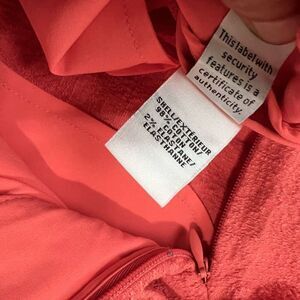 This label with
security
features is a
certificate of
authenticity.
SHELL/EXTÉRIEUR
98% COTTON/
COTON
2% ELASTANE/
ÉLASTHANNE